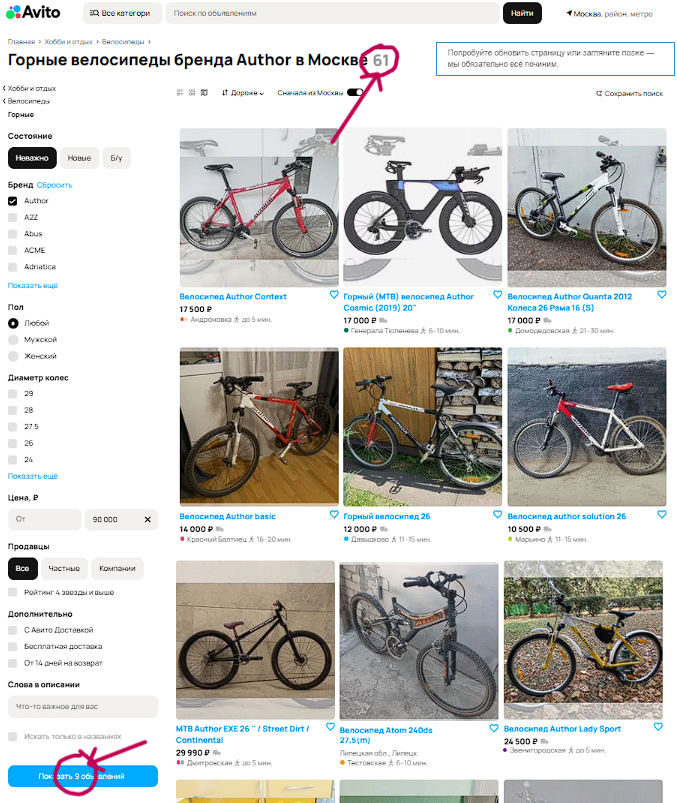 Avito
Все категори
Поиск по объявлениям
Найти
Москва, район, метро
Главная › Хобби и отдых › Велосипеды ›
Горные велосипеды бренда Author в Москве 61
Попробуйте обновить страницу или загляните позже —
мы обязательно всё починим.
Хобби и отдых
Велосипеды
Горные
Дороже
Сначала из Москвы
Сохранить поиск
Состояние
Неважно
Новые
Б/у
Бренд Сбросить
Author
A2Z
Abus
ACME
Adriatica
Показать ещё
Пол
Любой
Мужской
Женский
Диаметр колес
29
28
27.5
26
24
Показать ещё
Цена, ₽
От
90 000
Продавцы
Все
Частные
Компании
Рейтинг 4 звезды и выше
Дополнительно
С Авито Доставкой
Бесплатная доставка
От 14 дней на возврат
Слова в описании
Что-то важное для вас
Искать только в названиях
Показать 9 объявлений
Велосипед Author Context
17 500 ₽
Андроновка до 5 мин.
Горный (MTB) велосипед Author
Cosmic (2019) 20"
17 000 ₽
Генерала Тюленева 6–10 мин.
Велосипед Author Quanta 2012
Колеса 26 Рама 16 (S)
17 000 ₽
Домодедовская 21–30 мин.
Велосипед Author basic
14 000 ₽
Красный Балтиец 16–20 мин.
Горный велосипед 26
12 000 ₽
Давыдково 11–15 мин.
Велосипед author solution 26
10 500 ₽
Марьино 11–15 мин.
MTB Author EXE 26 " / Street Dirt /
Continental
29 990 ₽
Дмитровская до 5 мин.
Велосипед Atom 240ds
27.5(m)
Липецкая обл., Липецк
Тестовская 6–10 мин.
Велосипед Author Lady Sport
24 500 ₽
Звенигородская до 5 мин.